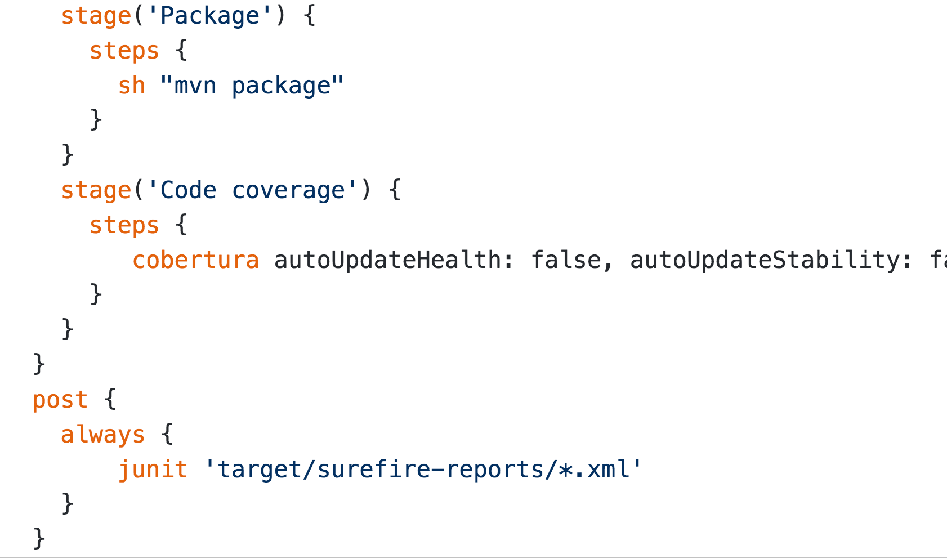 stage('Package') {
steps {
sh "mvn package"
}
}
stage('Code coverage') {
steps {
cobertura autoUpdateHealth: false, autoUpdateStability: fa
}
}
}
post {
always {
junit 'target/surefire-reports/*.xml'
}
}